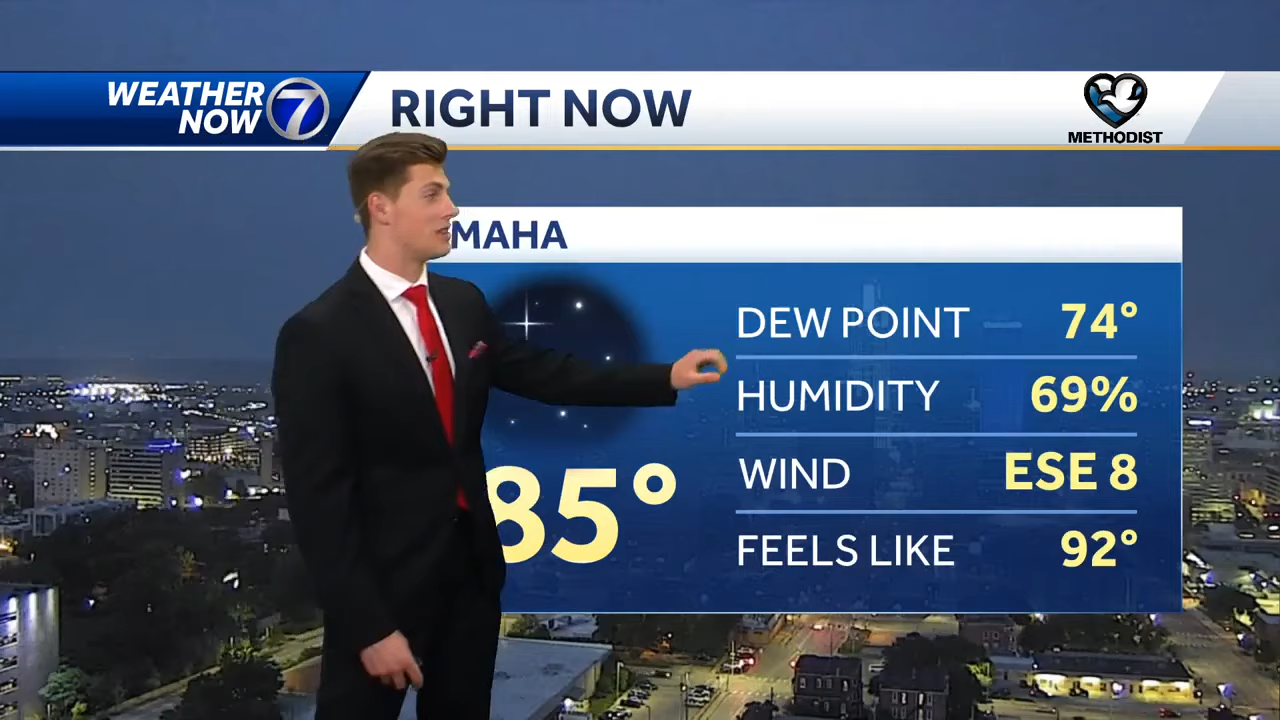 WEATHER
NOW 7
RIGHT NOW
METHODIST
MAHA
DEW POINT 74°
HUMIDITY 69%
85°
WIND ESE 8
FEELS LIKE 92°